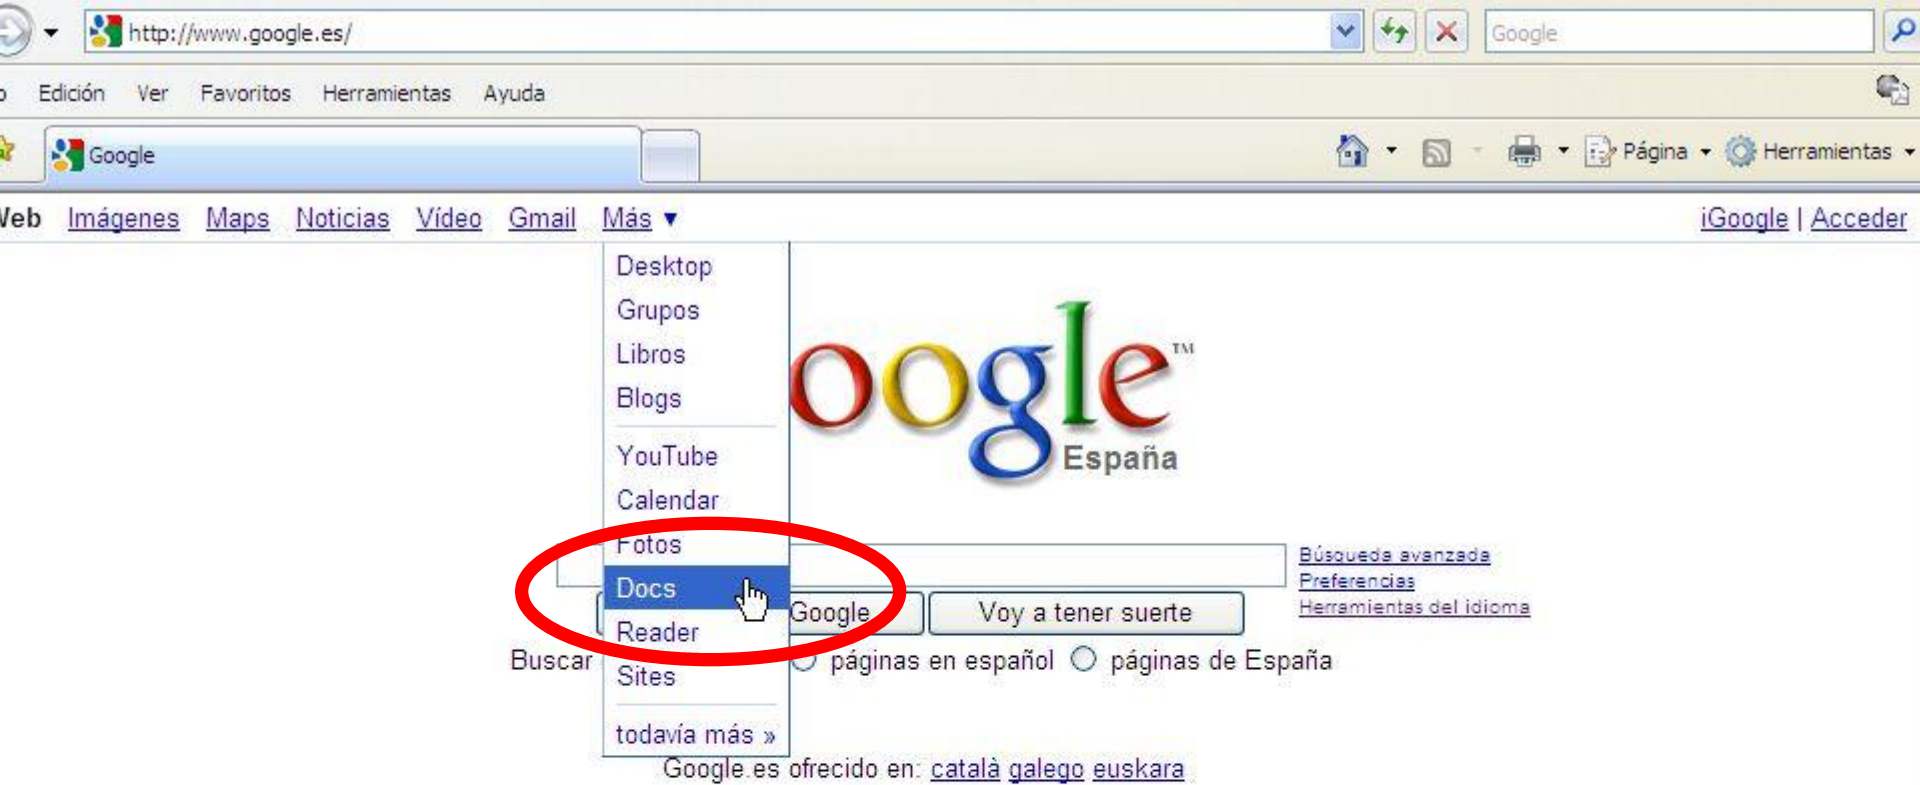 http://www.google.es/
Google
Edición Ver Favoritos Herramientas Ayuda
Google
Página Herramientas
Imágenes Maps Noticias Vídeo Gmail Más ▼
iGoogle | Acceder
Desktop
Grupos
Libros
Blogs
YouTube
Calendar
Fotos
Docs
Reader
Sites
todavía más »
oogle™
España
Búsqueda avanzada
Preferencias
Herramientas del idioma
Google
Voy a tener suerte
Buscar
páginas en español
páginas de España
Google.es ofrecido en: català galego euskara